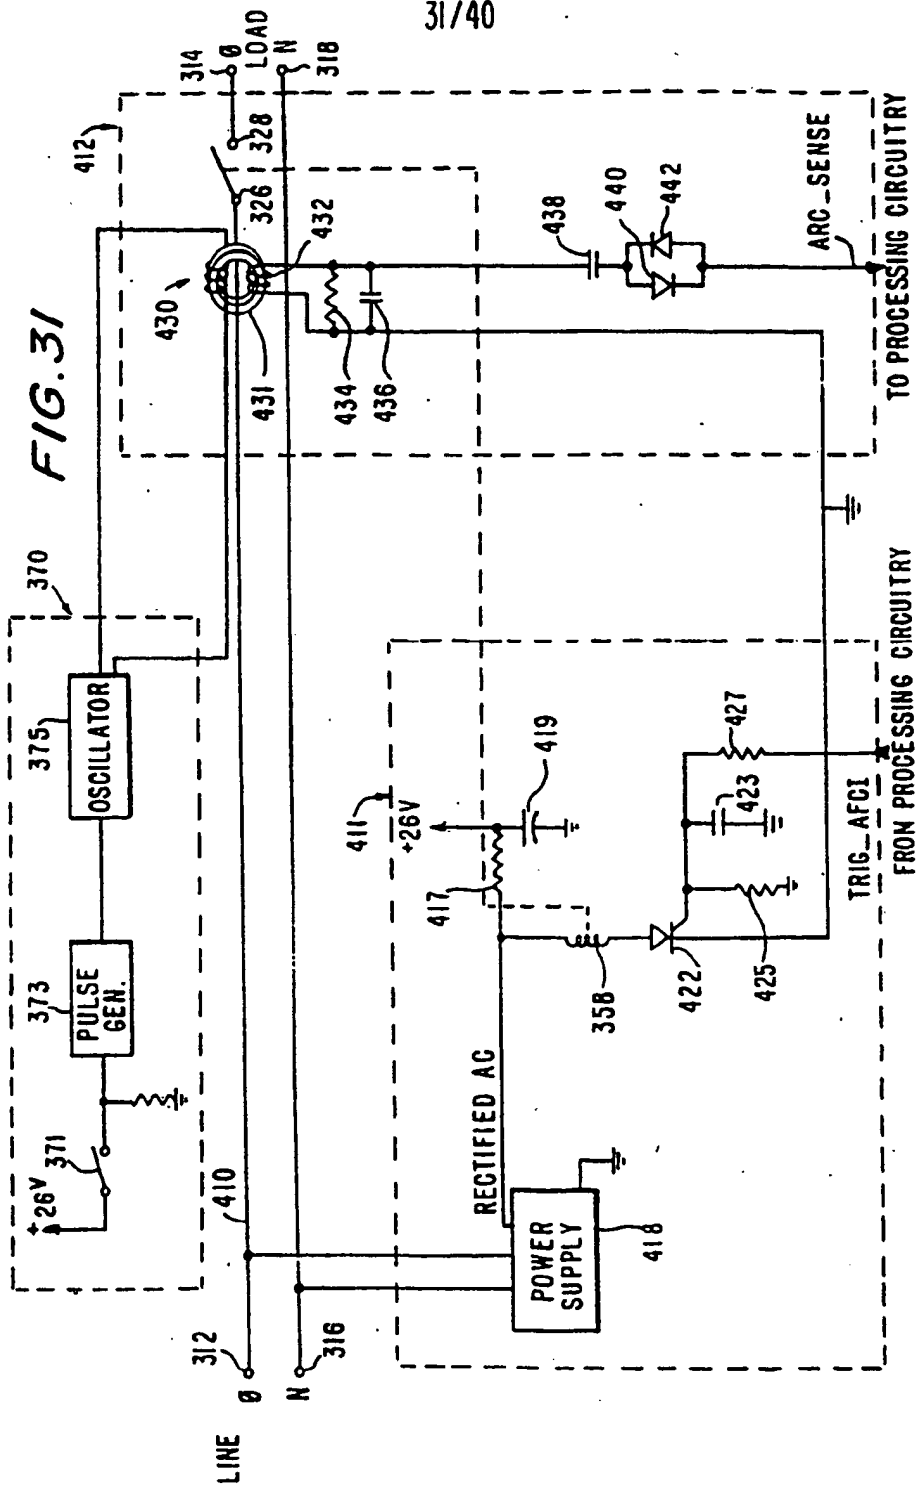 31/40
FIG. 31
370
375
OSCILLATOR
373
PULSE
GEN.
371
+26V
412
430
431
432
434
436
326
328
314
Ø
LOAD
N
318
438
440
442
ARC_SENSE
TO PROCESSING CIRCUITRY
LINE
312
Ø
N
316
410
411
+26V
419
417
RECTIFIED AC
358
422
425
423
427
POWER
SUPPLY
418
TRIG_AFCI
FRON PROCESSING CIRCUITRY